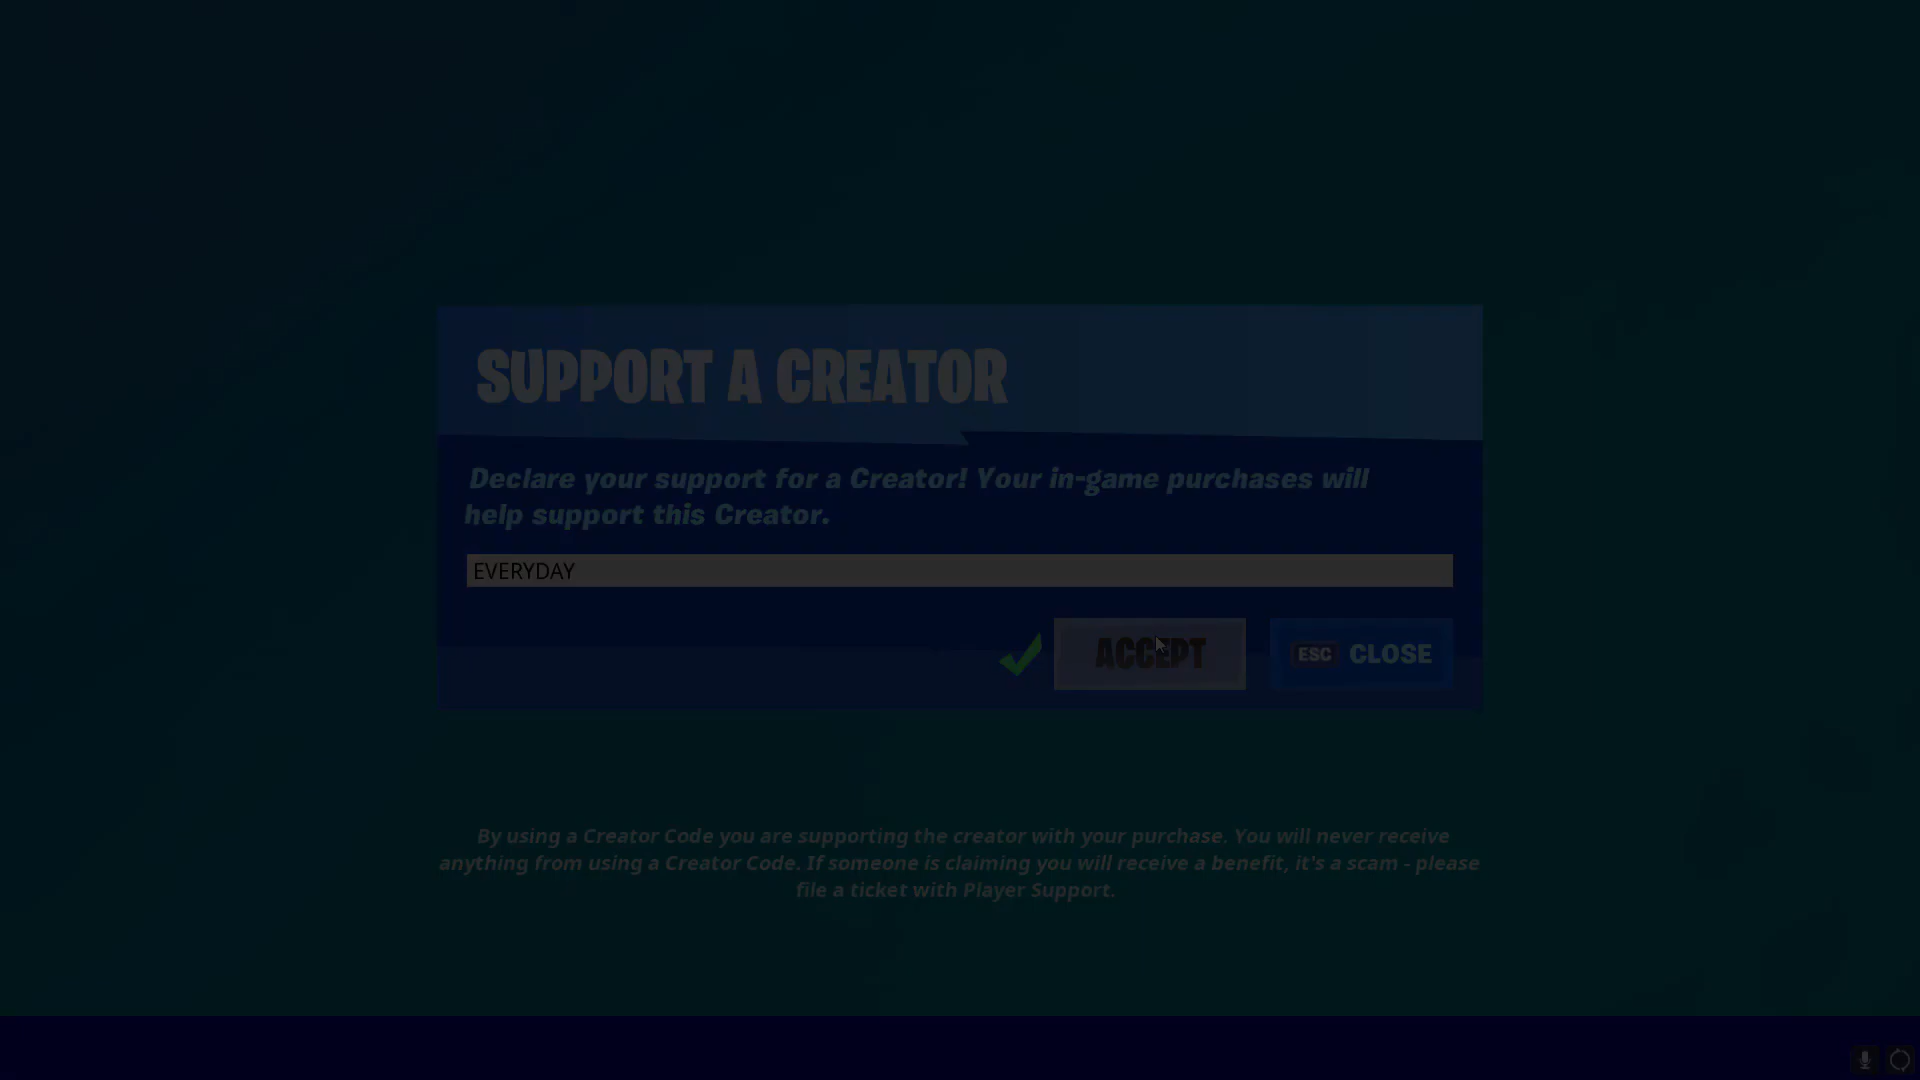 SUPPORT A CREATOR
Declare your support for a Creator! Your in-game purchases will
help support this Creator.
EVERYDAY
ACCEPT
ESC CLOSE
By using a Creator Code you are supporting the creator with your purchase. You will never receive
anything from using a Creator Code. If someone is claiming you will receive a benefit, it's a scam - please
file a ticket with Player Support.